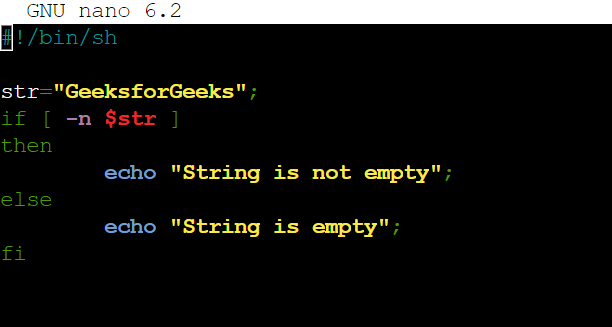 GNU nano 6.2
#!/bin/sh
str="GeeksforGeeks";
if [ -n $str ]
then
echo "String is not empty";
else
echo "String is empty";
fi